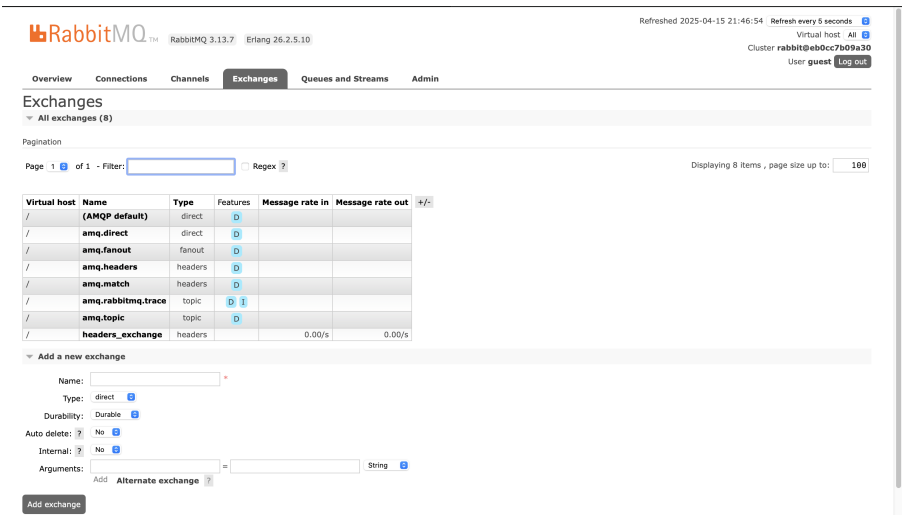 Refreshed 2025-04-15 21:46:54 Refresh every 5 seconds
RabbitMQ TM RabbitMQ 3.13.7 Erlang 26.2.5.10
Virtual host All
Cluster rabbit@eb0cc7b09a30
User guest Log out
Overview Connections Channels Exchanges Queues and Streams Admin
Exchanges
All exchanges (8)
Pagination
Page 1 of 1 - Filter: Regex ? Displaying 8 items , page size up to: 100
Virtual host Name Type Features Message rate in Message rate out +/-
/ (AMQP default) direct D
/ amq.direct direct D
/ amq.fanout fanout D
/ amq.headers headers D
/ amq.match headers D
/ amq.rabbitmq.trace topic D I
/ amq.topic topic D
/ headers_exchange headers 0.00/s 0.00/s
Add a new exchange
Name: *
Type: direct
Durability: Durable
Auto delete: ? No
Internal: ? No
Arguments: = String
Add Alternate exchange ?
Add exchange